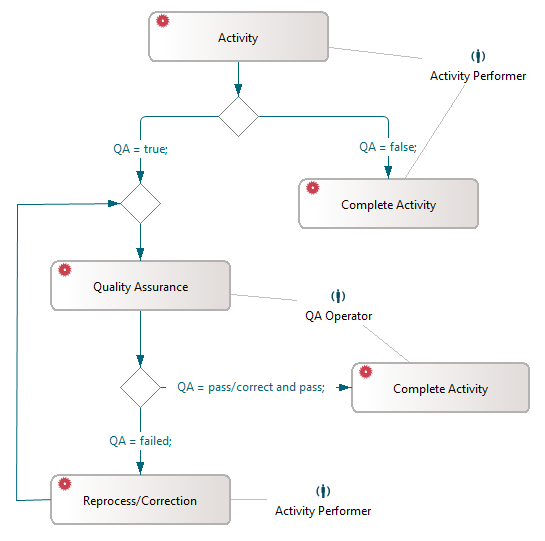 Activity
Activity Performer
QA = true;
QA = false;
Complete Activity
Quality Assurance
QA Operator
QA = pass/correct and pass;
Complete Activity
QA = failed;
Reprocess/Correction
Activity Performer